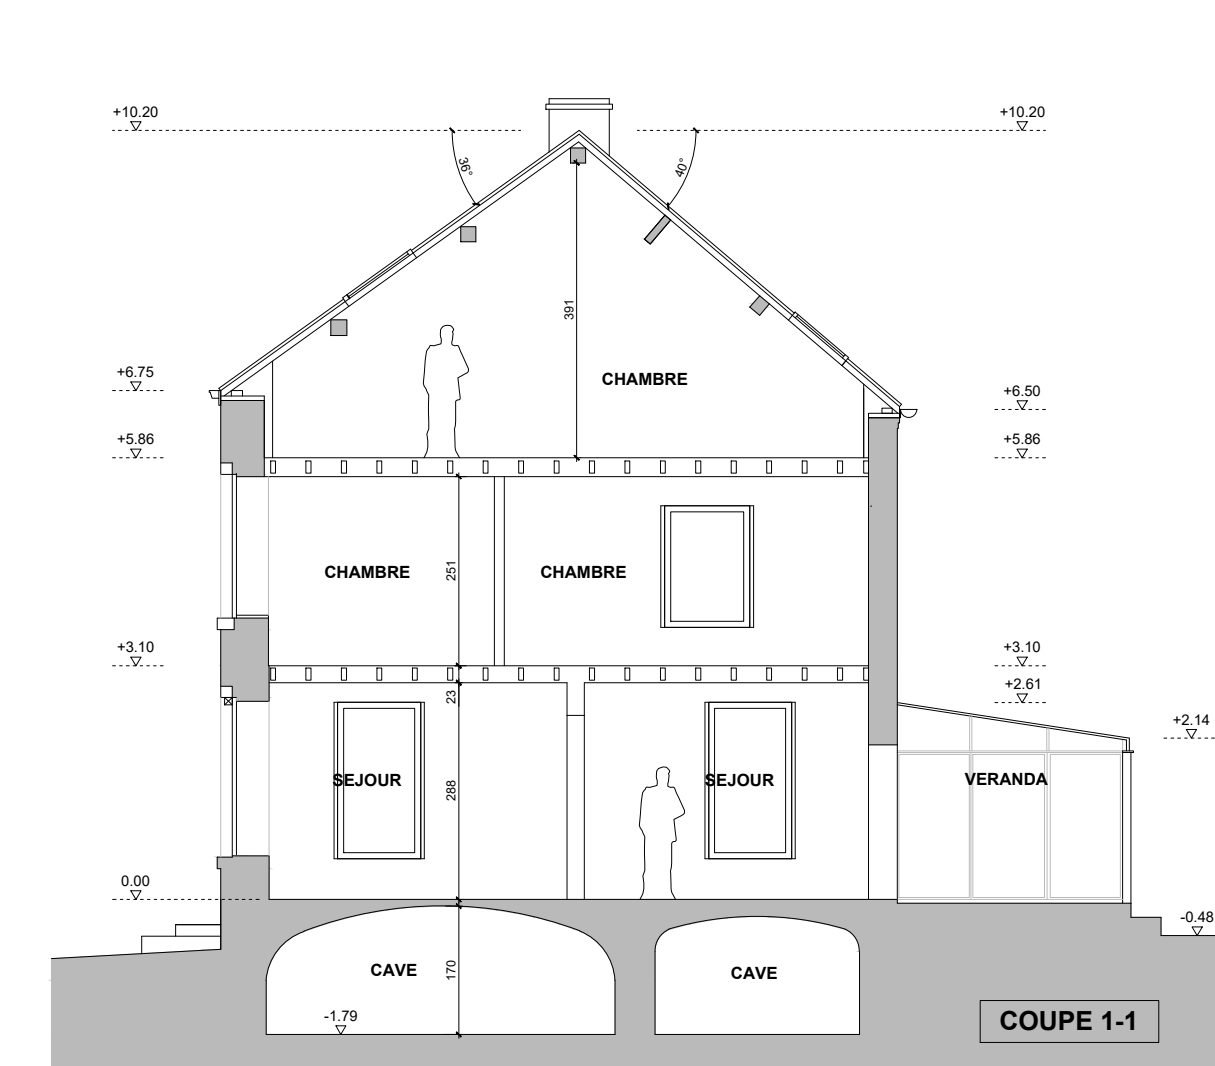 +10.20
+10.20
36°
40°
391
+6.75
CHAMBRE
+6.50
+5.86
+5.86
CHAMBRE
251
CHAMBRE
+3.10
+3.10
+2.61
23
+2.14
SEJOUR
288
SEJOUR
VERANDA
0.00
-0.48
CAVE
170
CAVE
-1.79
COUPE 1-1